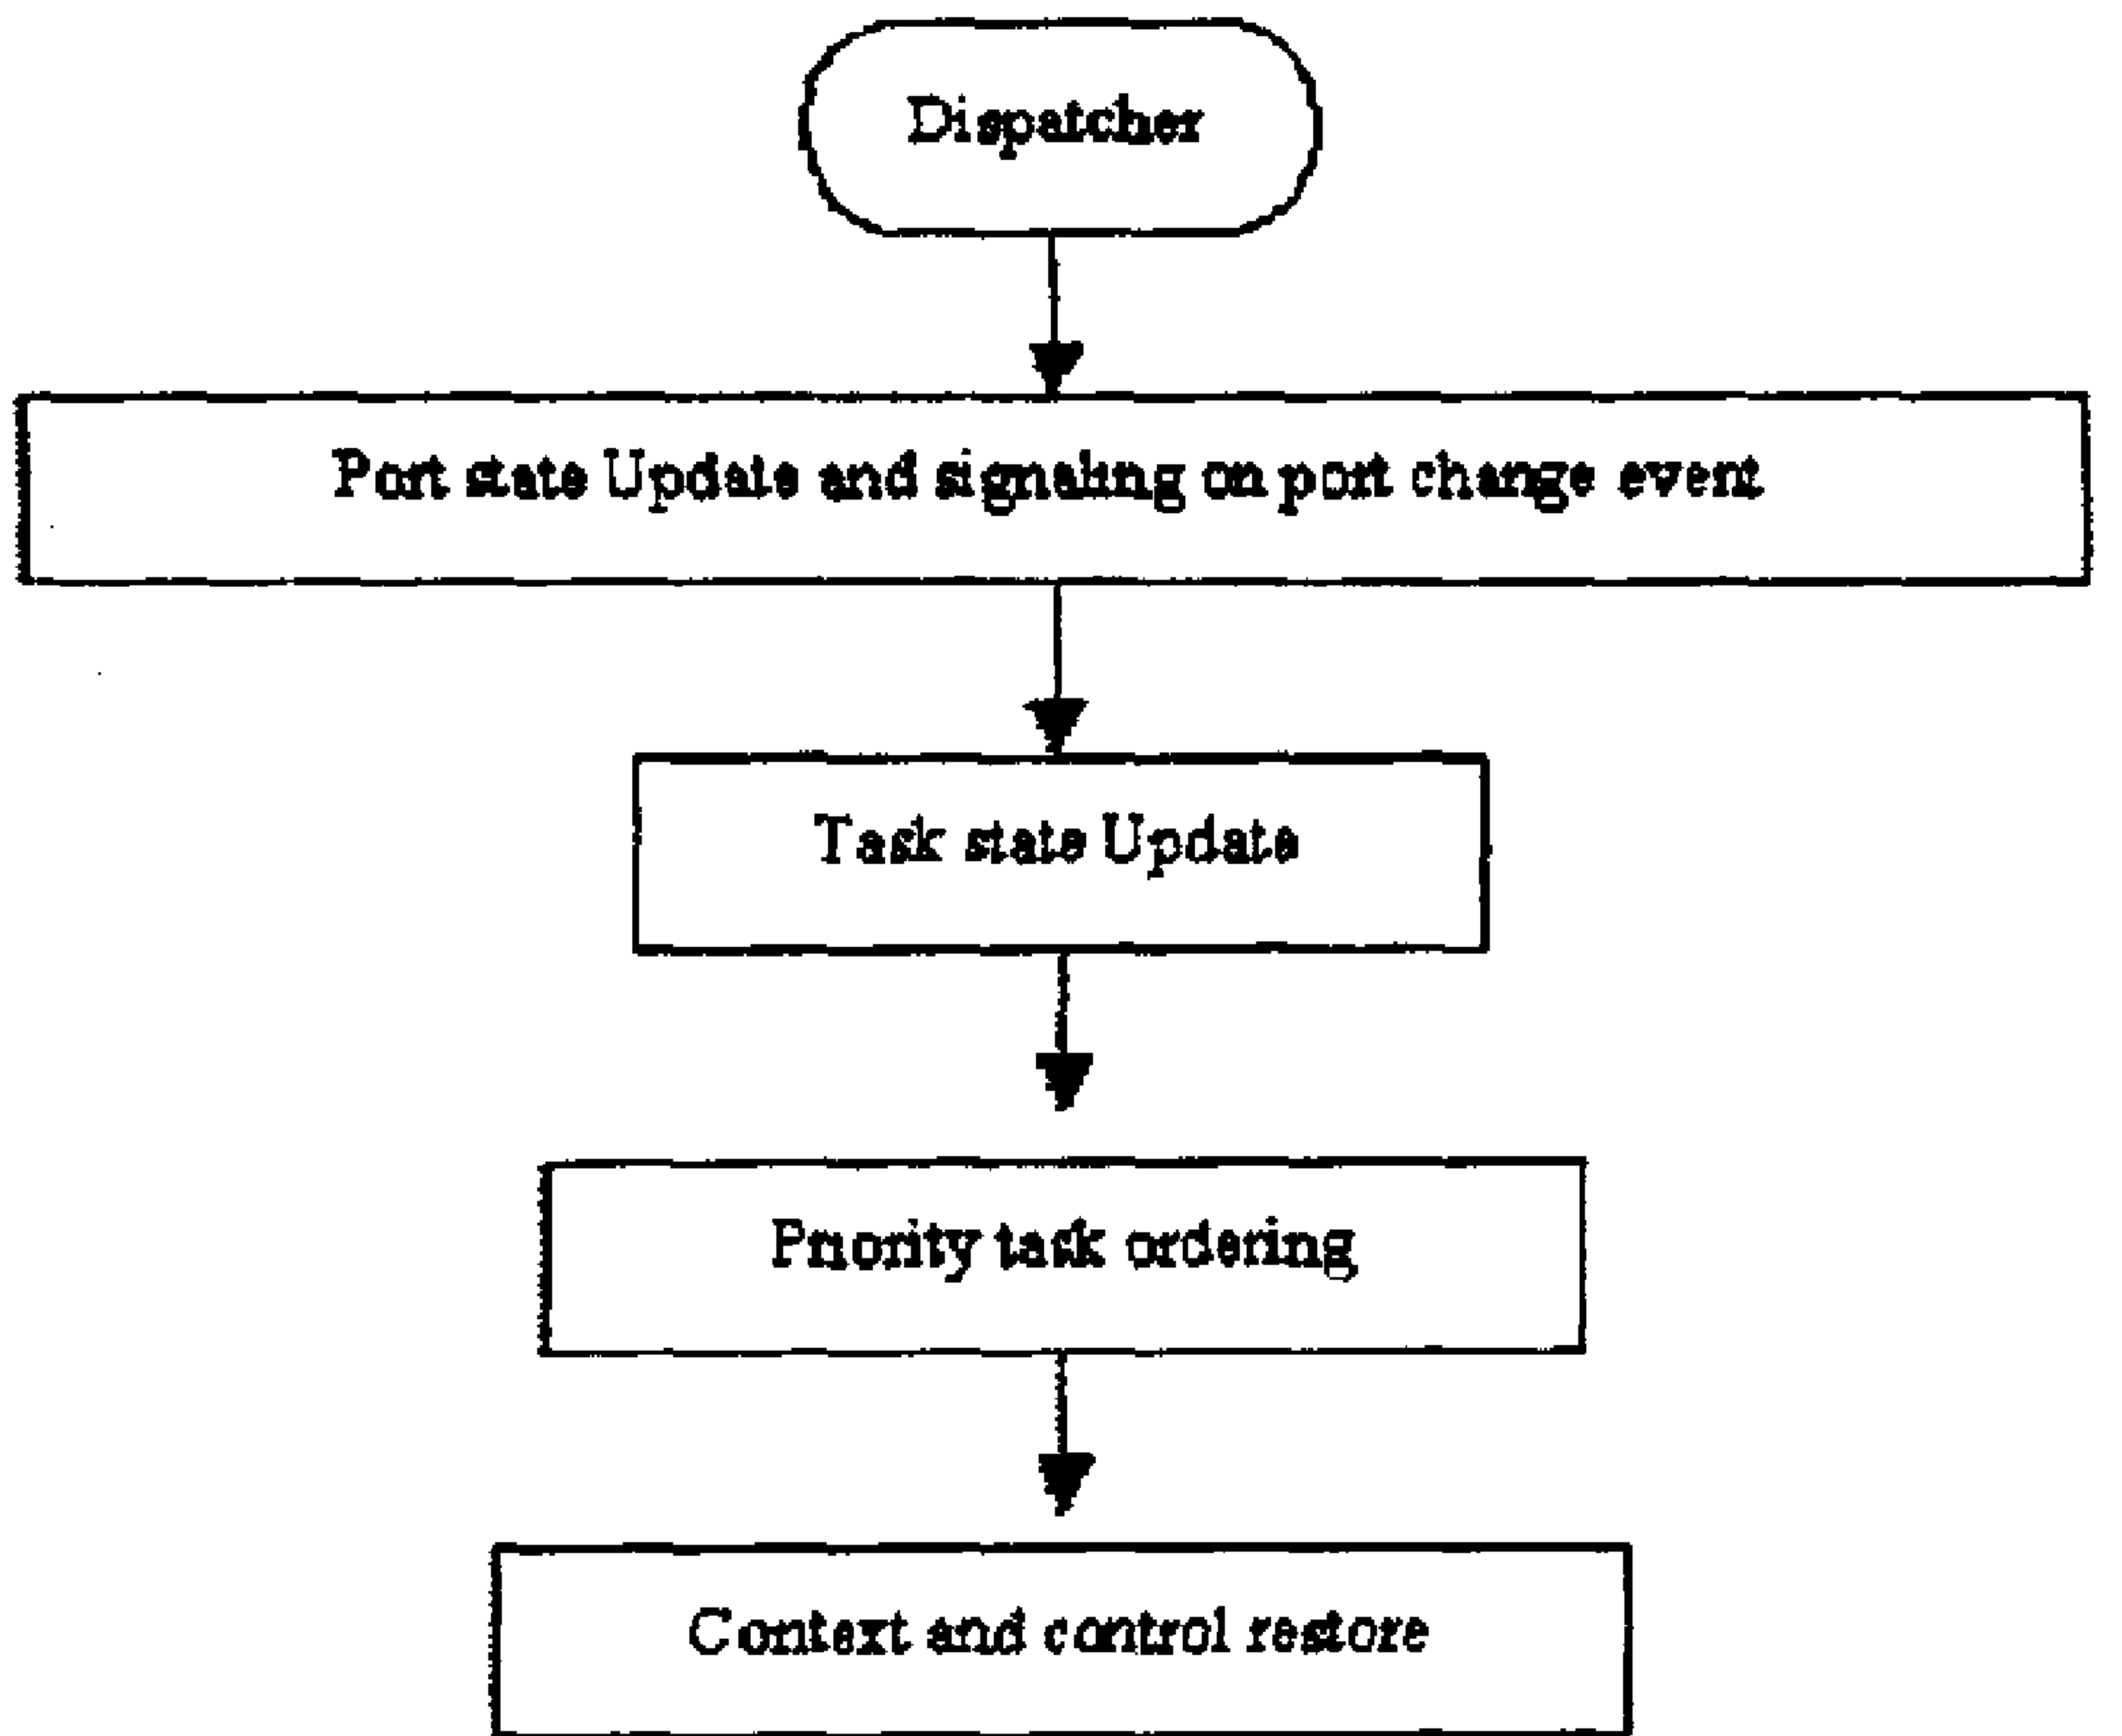 Dispatcher
Port state Update and signaling on port change event
Task state Update
Priority task ordering
Context and control restore